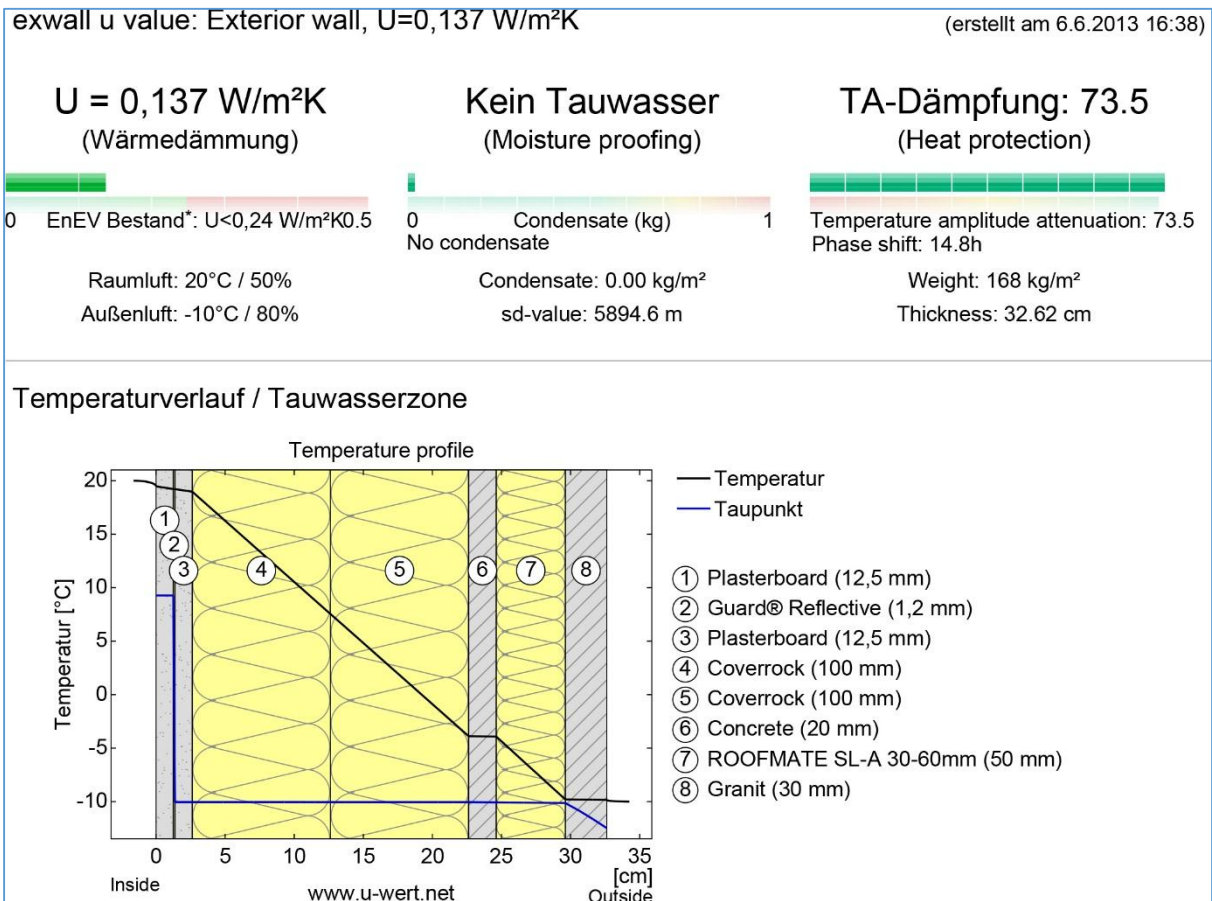 exwall u value: Exterior wall, U=0,137 W/m²K (erstellt am 6.6.2013 16:38)
U = 0,137 W/m²K
(Wärmedämmung)
0 EnEV Bestand*: U<0,24 W/m²K 0.5
Raumluft: 20°C / 50%
Außenluft: -10°C / 80%
Kein Tauwasser
(Moisture proofing)
0 Condensate (kg) 1
No condensate
Condensate: 0.00 kg/m²
sd-value: 5894.6 m
TA-Dämpfung: 73.5
(Heat protection)
Temperature amplitude attenuation: 73.5
Phase shift: 14.8h
Weight: 168 kg/m²
Thickness: 32.62 cm
Temperaturverlauf / Tauwasserzone
Temperature profile
Temperatur [°C]
20
15
10
5
0
-5
-10
1
2
3
4
5
6
7
8
0 5 10 15 20 25 30 35
[cm]
Inside
Outside
www.u-wert.net
Temperatur
Taupunkt
1 Plasterboard (12,5 mm)
2 Guard® Reflective (1,2 mm)
3 Plasterboard (12,5 mm)
4 Coverrock (100 mm)
5 Coverrock (100 mm)
6 Concrete (20 mm)
7 ROOFMATE SL-A 30-60mm (50 mm)
8 Granit (30 mm)